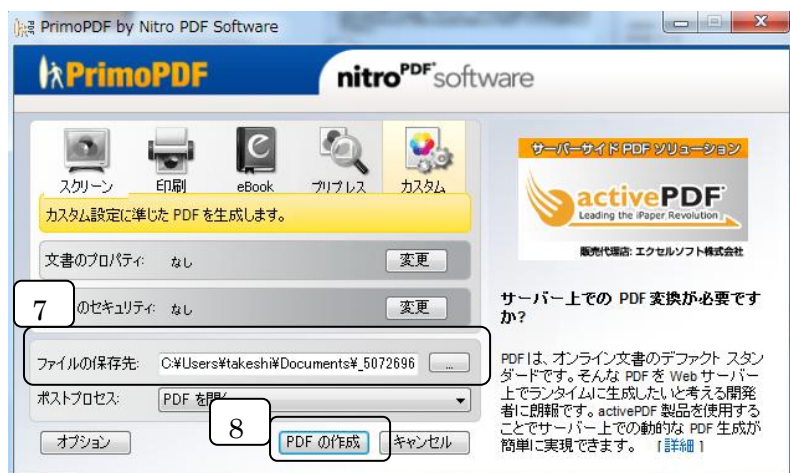 PrimoPDF by Nitro PDF Software
PrimoPDF
nitroPDF software
スクリーン
印刷
eBook
プリプレス
カスタム
カスタム設定に準じた PDF を生成します。
文書のプロパティ: なし
変更
7
のセキュリティ: なし
変更
ファイルの保存先: C:¥Users¥takeshi¥Documents¥_5072696
...
ポストプロセス: PDF を開
8
オプション
PDF の作成
キャンセル
サーバーサイド PDF ソリューション
activePDF
Leading the iPaper Revolution
販売代理店: エクセルソフト株式会社
サーバー上での PDF 変換が必要です
か?
PDF は、オンライン文書のデファクト スタン
ダードです。そんな PDF を Web サーバー
上でランタイムに生成したいと考える開発
者に朗報です。activePDF 製品を使用する
ことでサーバー上での動的な PDF 生成が
簡単に実現できます。 [詳細]